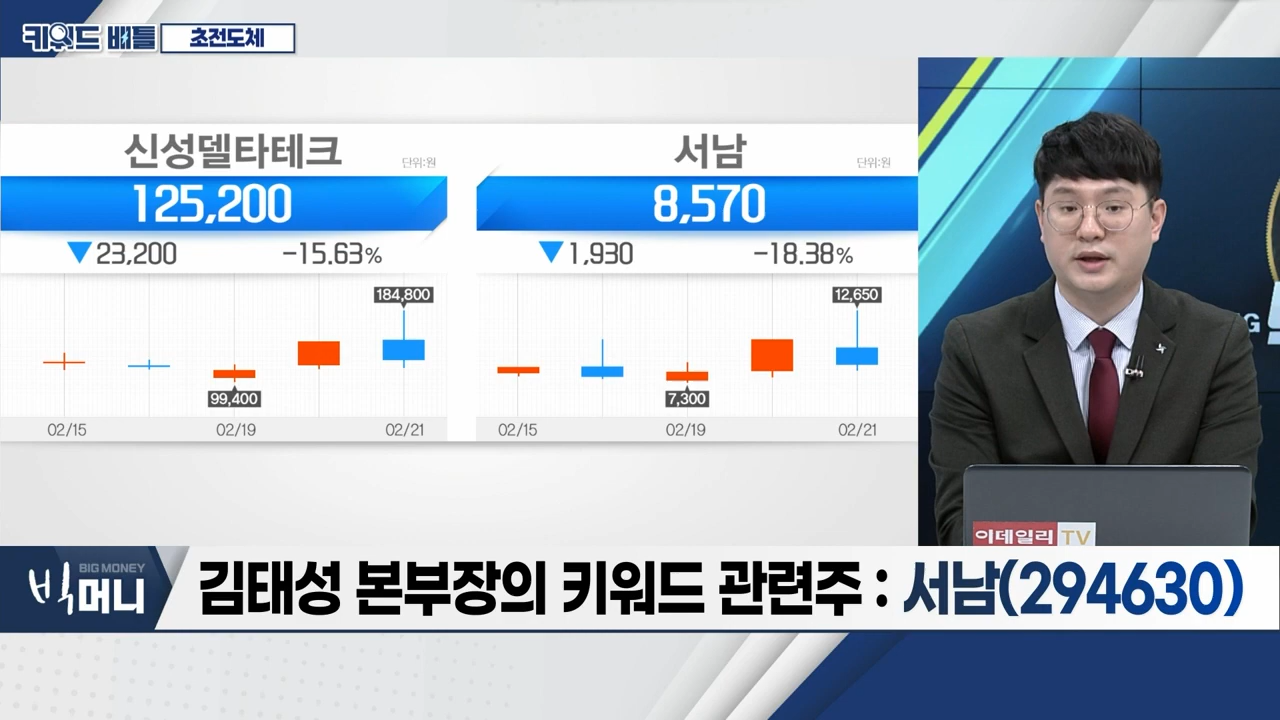 키워드 배틀 초전도체
신성델타테크
단위:원
125,200
▼23,200 -15.63%
184,800
99,400
02/15 02/19 02/21
서남
단위:원
8,570
▼1,930 -18.38%
12,650
7,300
02/15 02/19 02/21
G
이데일리TV
BIG MONEY
빅머니
김태성 본부장의 키워드 관련주 : 서남(294630)